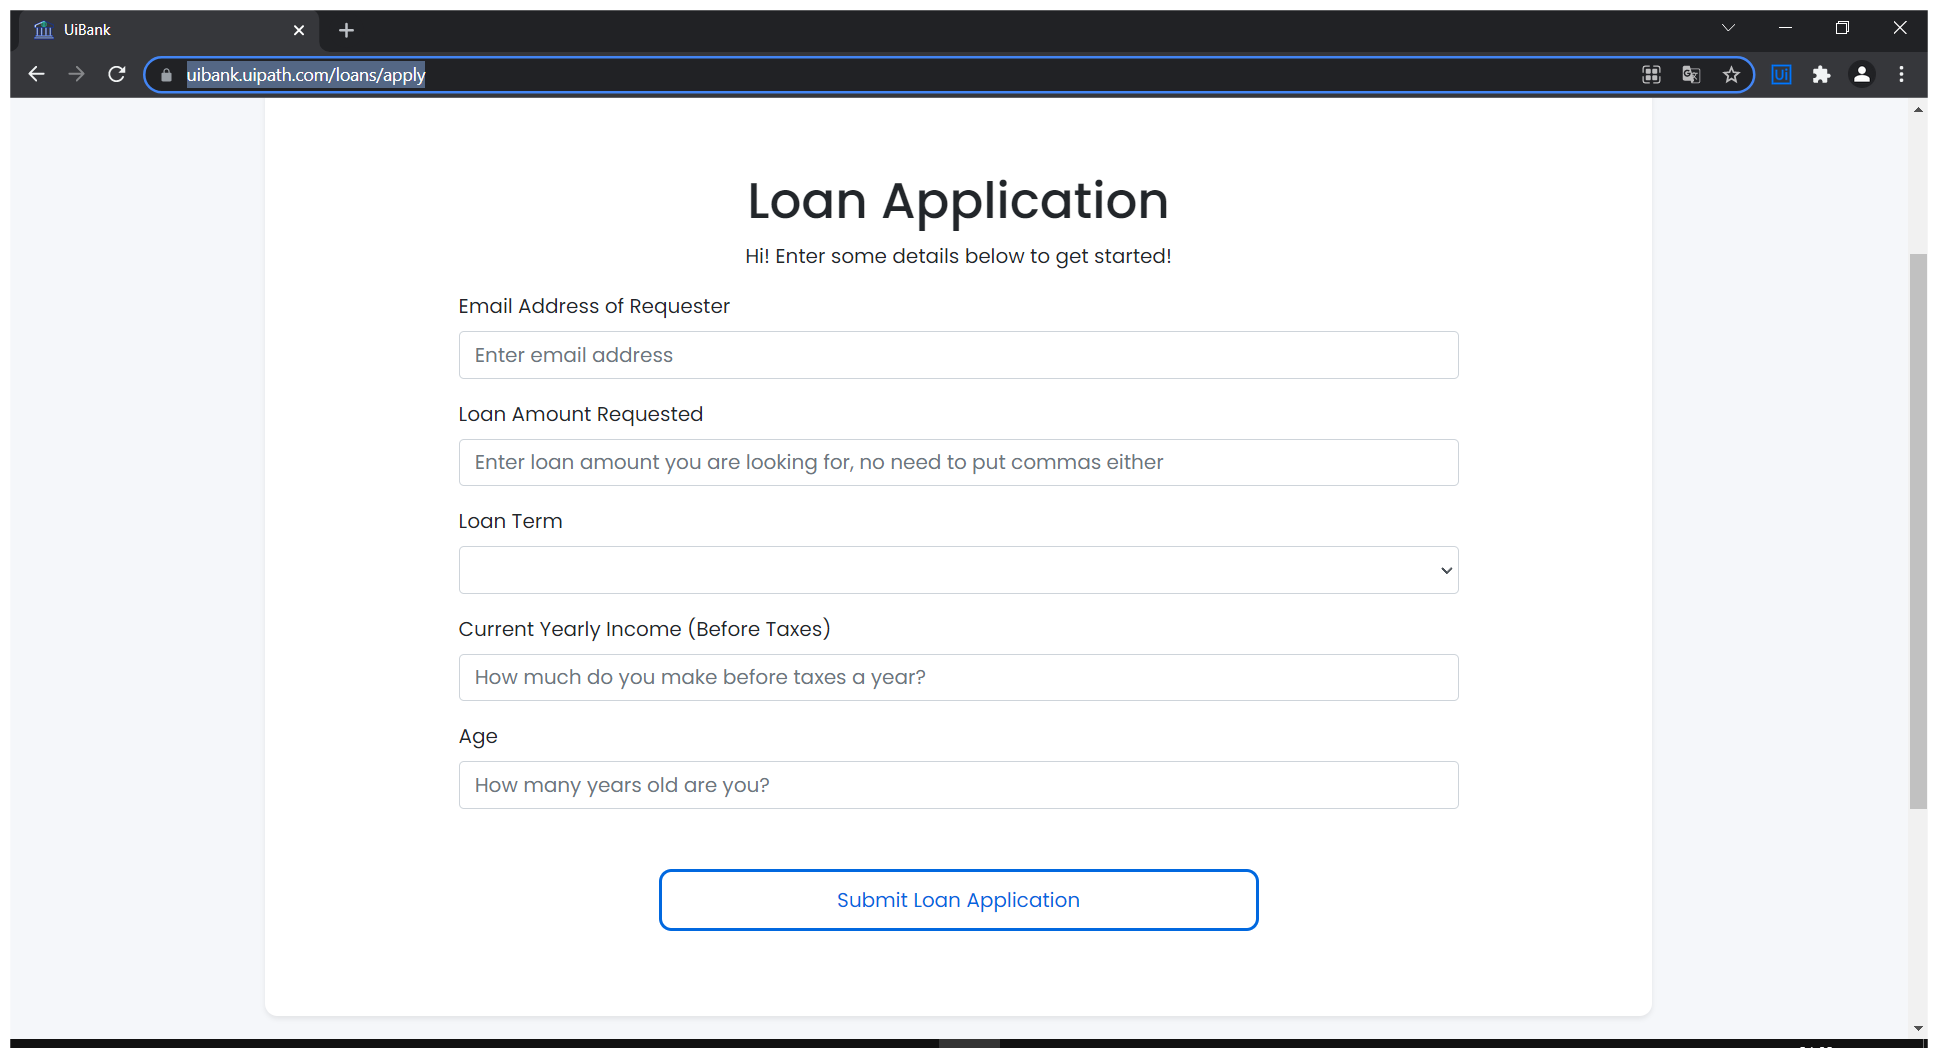 UiBank
uibank.uipath.com/loans/apply
Ui
Loan Application
Hi! Enter some details below to get started!
Email Address of Requester
Enter email address
Loan Amount Requested
Enter loan amount you are looking for, no need to put commas either
Loan Term
Current Yearly Income (Before Taxes)
How much do you make before taxes a year?
Age
How many years old are you?
Submit Loan Application